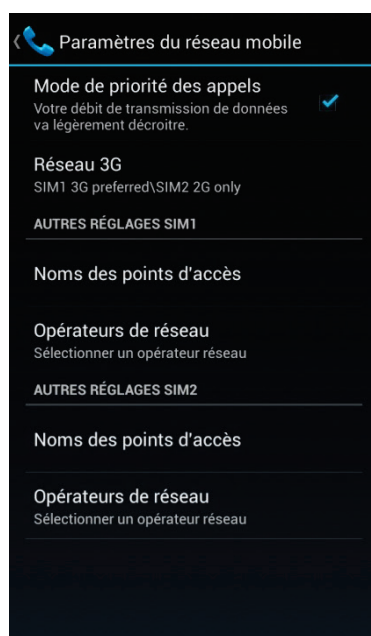 Paramètres du réseau mobile
Mode de priorité des appels
Votre débit de transmission de données
va légèrement décroitre.
Réseau 3G
SIM1 3G preferred\SIM2 2G only
AUTRES RÉGLAGES SIM1
Noms des points d'accès
Opérateurs de réseau
Sélectionner un opérateur réseau
AUTRES RÉGLAGES SIM2
Noms des points d'accès
Opérateurs de réseau
Sélectionner un opérateur réseau